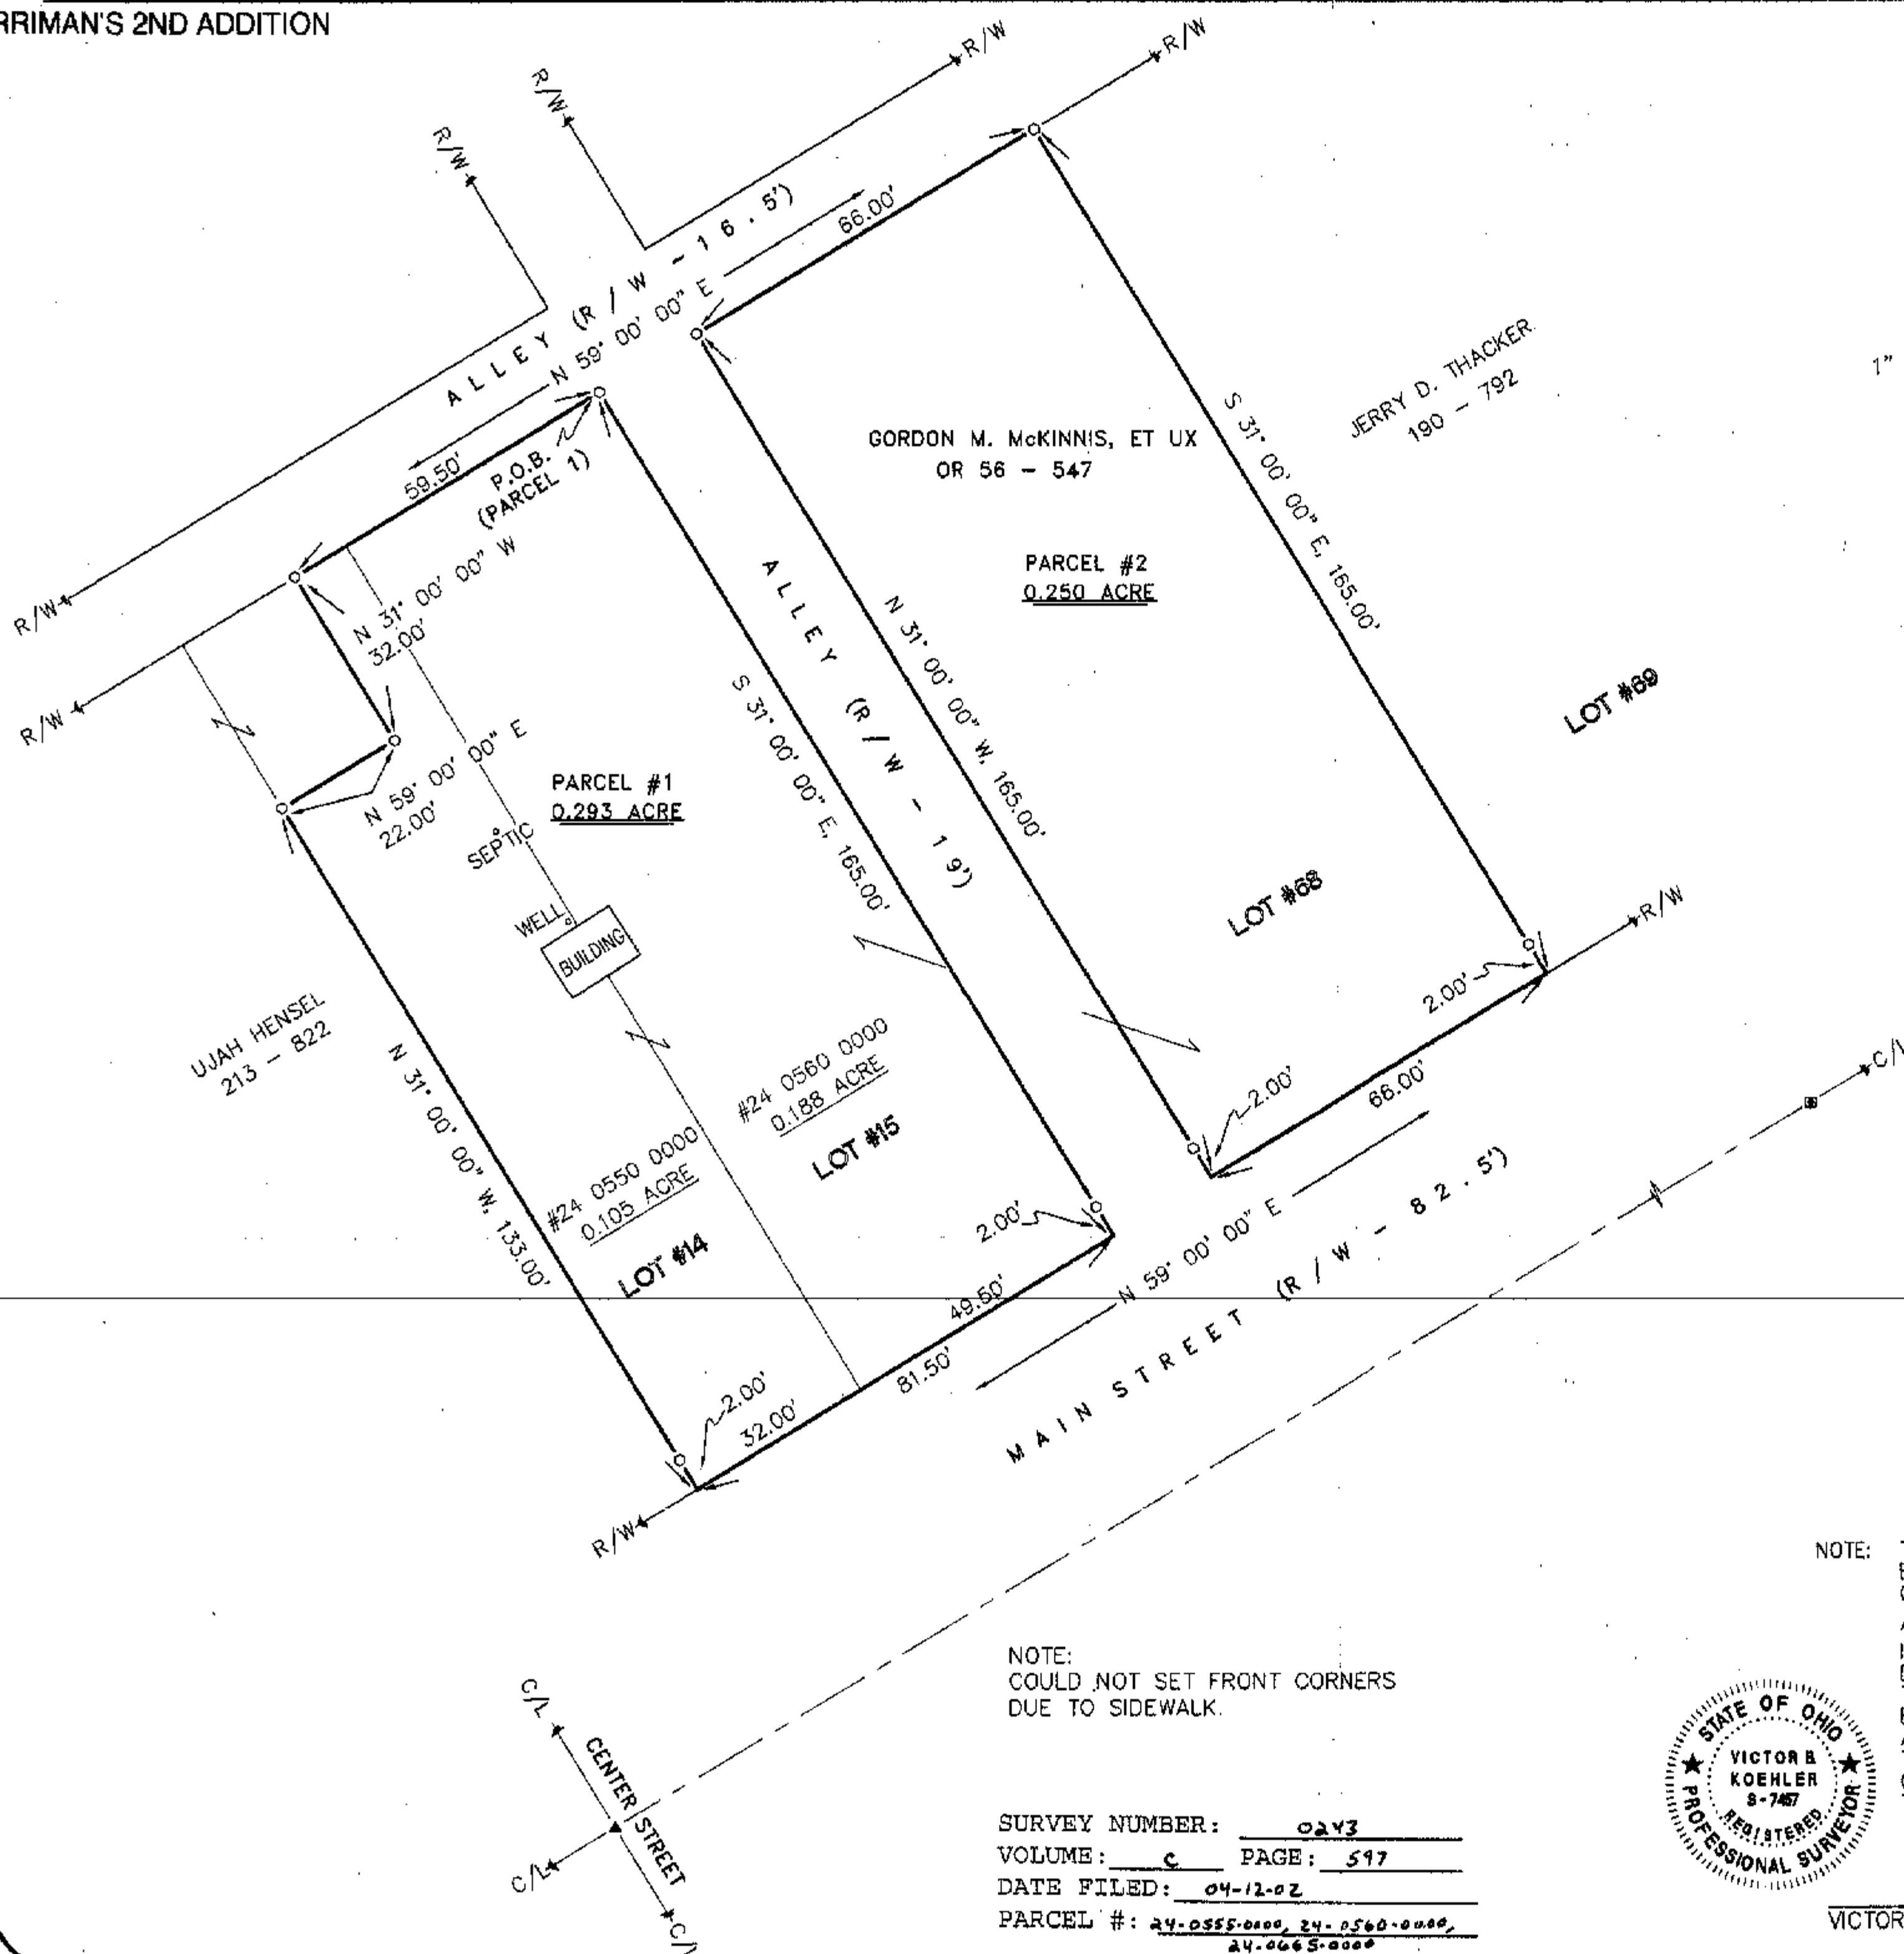 RRIMAN'S 2ND ADDITION
R/W
R/W
R/W
R/W
ALLEY (R/W ~ 16.5')
N 59° 00' 00" E
66.00'
59.50'
P.O.B.
(PARCEL 1)
R/W
R/W
N 31° 00' 00" W
32.00'
N 59° 00' 00" E
22.00'
GORDON M. McKINNIS, ET UX
OR 56 - 547
PARCEL #2
0.250 ACRE
JERRY D. THACKER
190 - 792
1"
S 31° 00' 00" E, 165.00'
ALLEY (R/W - 19')
N 31° 00' 00" W, 165.00'
S 31° 00' 00" E, 165.00'
LOT #69
LOT #68
PARCEL #1
0.293 ACRE
SEPTIC
WELL
BUILDING
UJAH HENSEL
213 - 822
N 31° 00' 00" W, 133.00'
#24 0560 0000
0.188 ACRE
LOT #15
#24 0550 0000
0.105 ACRE
LOT #14
R/W
2.00'
2.00'
66.00'
2.00'
49.50'
81.50'
2.00'
32.00'
N 59° 00' 00" E
MAIN STREET (R/W - 82.5')
R/W
C/L
CENTER STREET
C/L
NOTE:
COULD NOT SET FRONT CORNERS
DUE TO SIDEWALK.
NOTE:
STATE OF OHIO
VICTOR B.
KOEHLER
S-7457
REGISTERED
PROFESSIONAL SURVEYOR
SURVEY NUMBER: 0243
VOLUME: C PAGE: 597
DATE FILED: 04-12-02
PARCEL #: 24-0555-0000, 24-0560-0000,
24-0665-0000
VICTOR